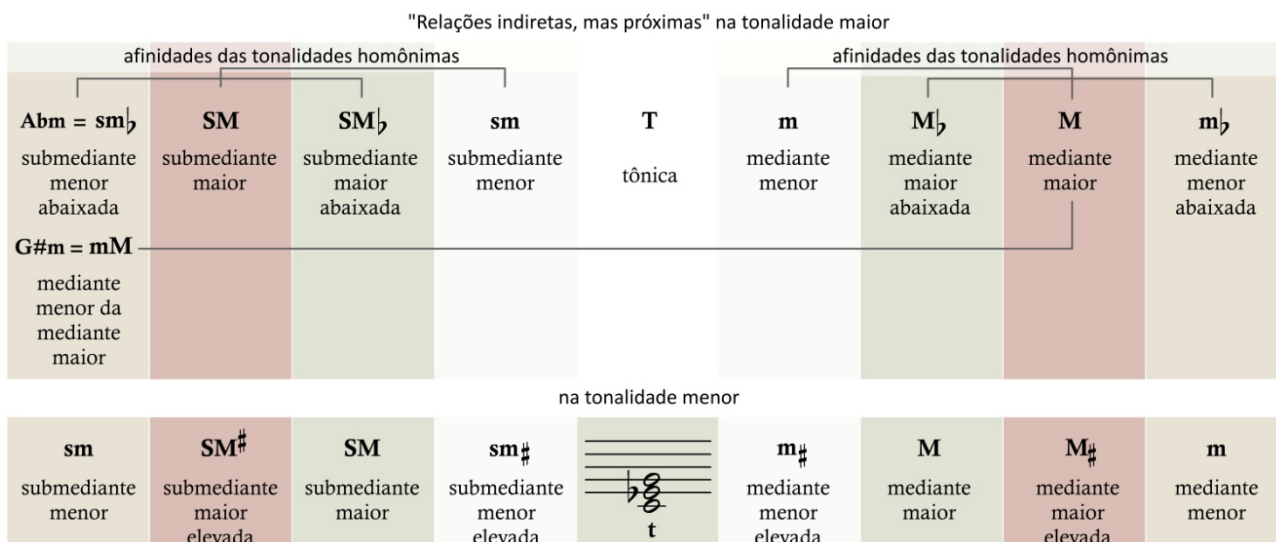 "Relações indiretas, mas próximas" na tonalidade maior
afinidades das tonalidades homônimas
afinidades das tonalidades homônimas
Abm = sm♭
SM
SM♭
sm
T
m
M♭
M
m♭
submediante
menor
abaixada
submediante
maior
submediante
maior
abaixada
submediante
menor
tônica
mediante
menor
mediante
maior
abaixada
mediante
maior
mediante
menor
abaixada
G#m = mM
mediante
menor da
mediante
maior
na tonalidade menor
sm
SM♯
SM
sm♯
t
m♯
M
M♯
m
submediante
menor
submediante
maior
elevada
submediante
maior
submediante
menor
elevada
mediante
menor
elevada
mediante
maior
mediante
maior
elevada
mediante
menor